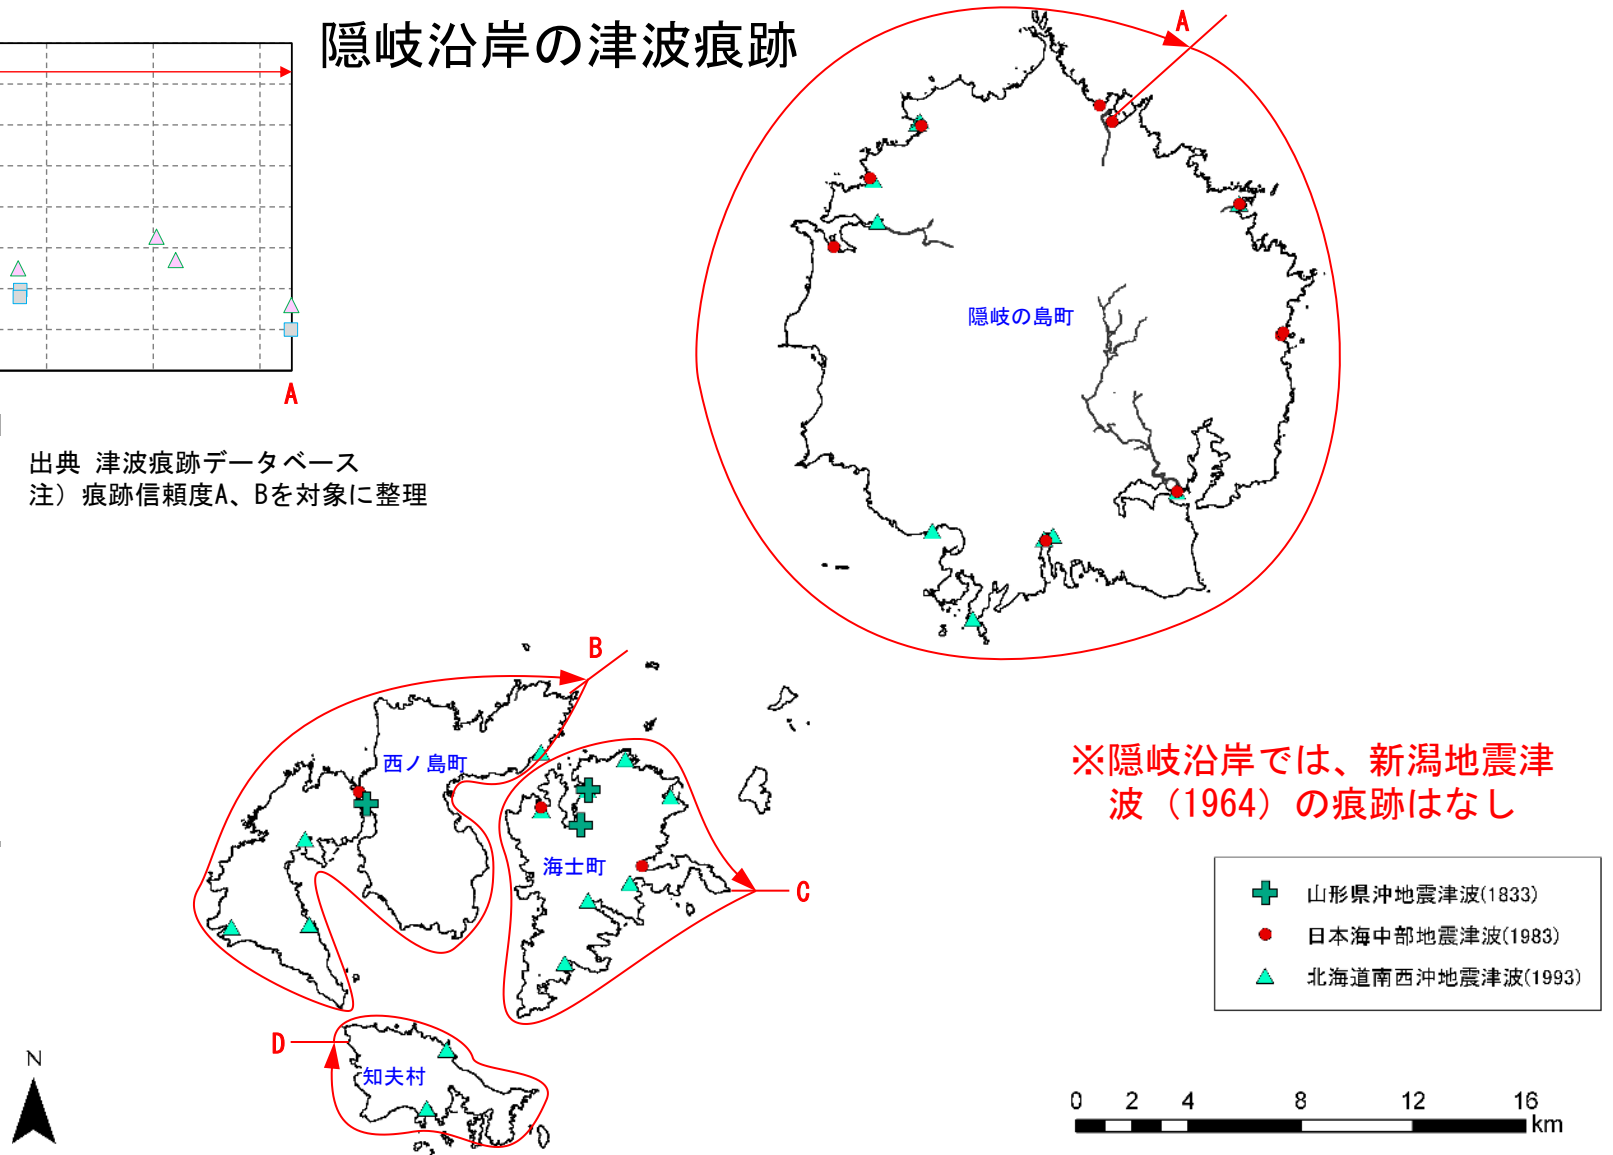 隠岐沿岸の津波痕跡
A
A
出典 津波痕跡データベース
注）痕跡信頼度A、Bを対象に整理
隠岐の島町
B
西ノ島町
海士町
C
D
知夫村
※隠岐沿岸では、新潟地震津
波（1964）の痕跡はなし
山形県沖地震津波(1833)
日本海中部地震津波(1983)
北海道南西沖地震津波(1993)
N
0 2 4 8 12 16
km